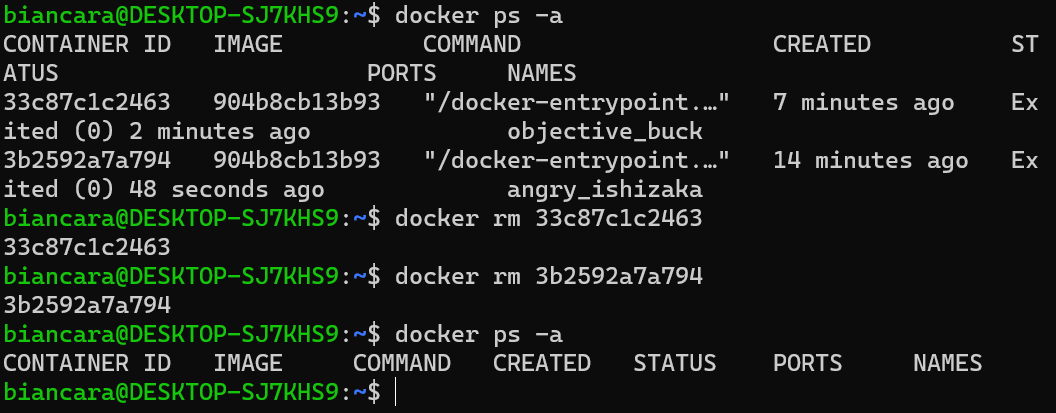 biancara@DESKTOP-SJ7KHS9:~$ docker ps -a
CONTAINER ID   IMAGE          COMMAND                  CREATED          ST
ATUS                      PORTS     NAMES
33c87c1c2463   904b8cb13b93   "/docker-entrypoint.…"   7 minutes ago    Ex
ited (0) 2 minutes ago              objective_buck
3b2592a7a794   904b8cb13b93   "/docker-entrypoint.…"   14 minutes ago   Ex
ited (0) 48 seconds ago             angry_ishizaka
biancara@DESKTOP-SJ7KHS9:~$ docker rm 33c87c1c2463
33c87c1c2463
biancara@DESKTOP-SJ7KHS9:~$ docker rm 3b2592a7a794
3b2592a7a794
biancara@DESKTOP-SJ7KHS9:~$ docker ps -a
CONTAINER ID   IMAGE     COMMAND   CREATED   STATUS    PORTS     NAMES
biancara@DESKTOP-SJ7KHS9:~$